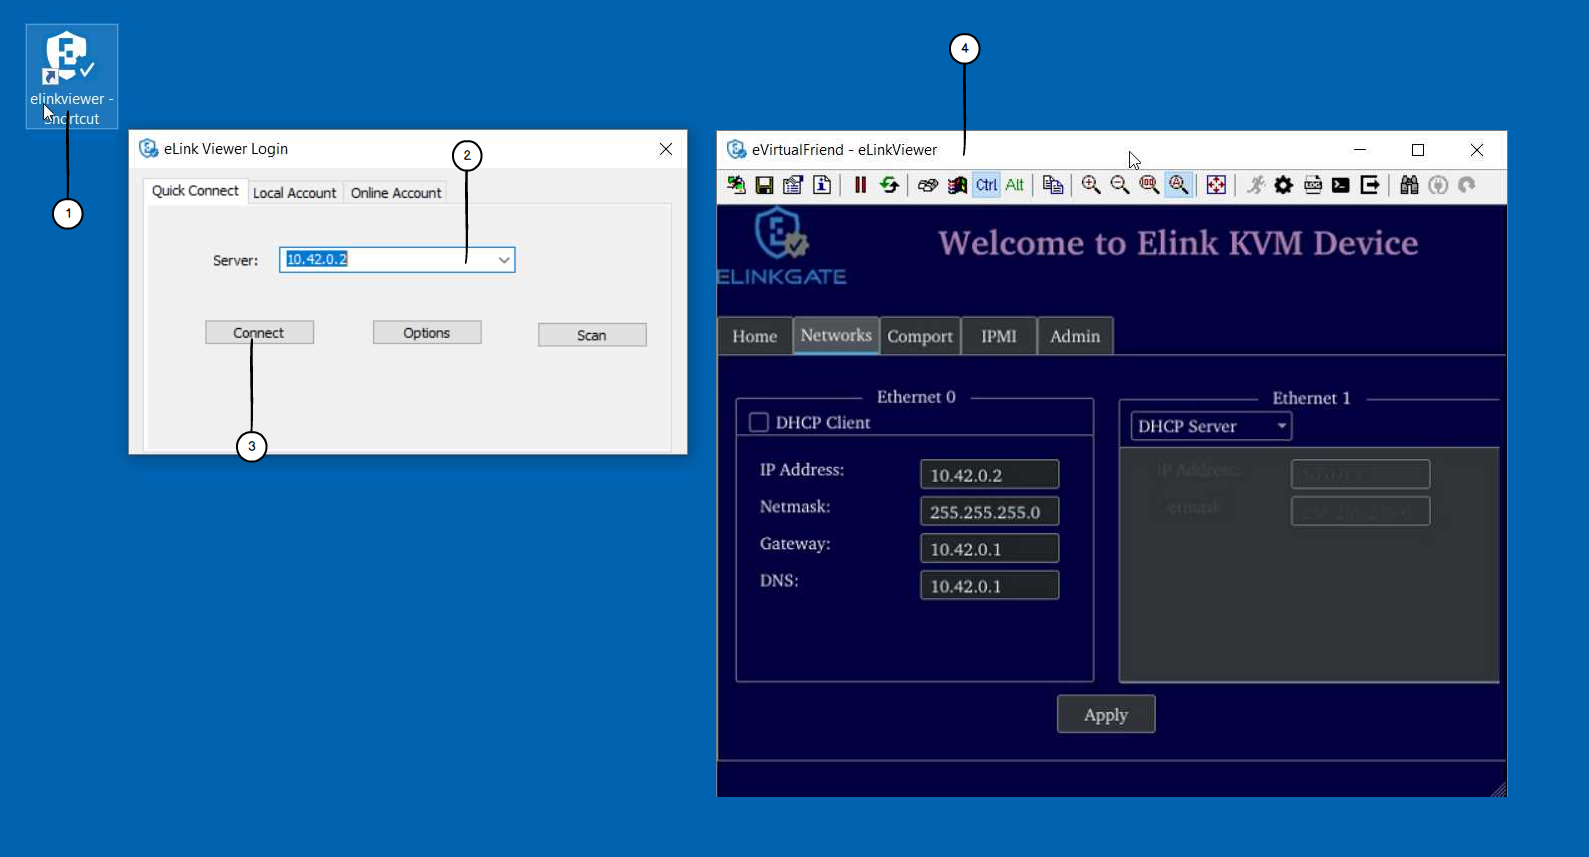 elinkviewer -
Shortcut
1
eLink Viewer Login
2
Quick Connect
Local Account
Online Account
Server:
10.42.0.2
Connect
Options
Scan
3
4
eVirtualFriend - eLinkViewer
Ctrl
Alt
ELINKGATE
Welcome to Elink KVM Device
Home
Networks
Comport
IPMI
Admin
Ethernet 0
DHCP Client
IP Address:
10.42.0.2
Netmask:
255.255.255.0
Gateway:
10.42.0.1
DNS:
10.42.0.1
Ethernet 1
DHCP Server
IP Address:
Apply